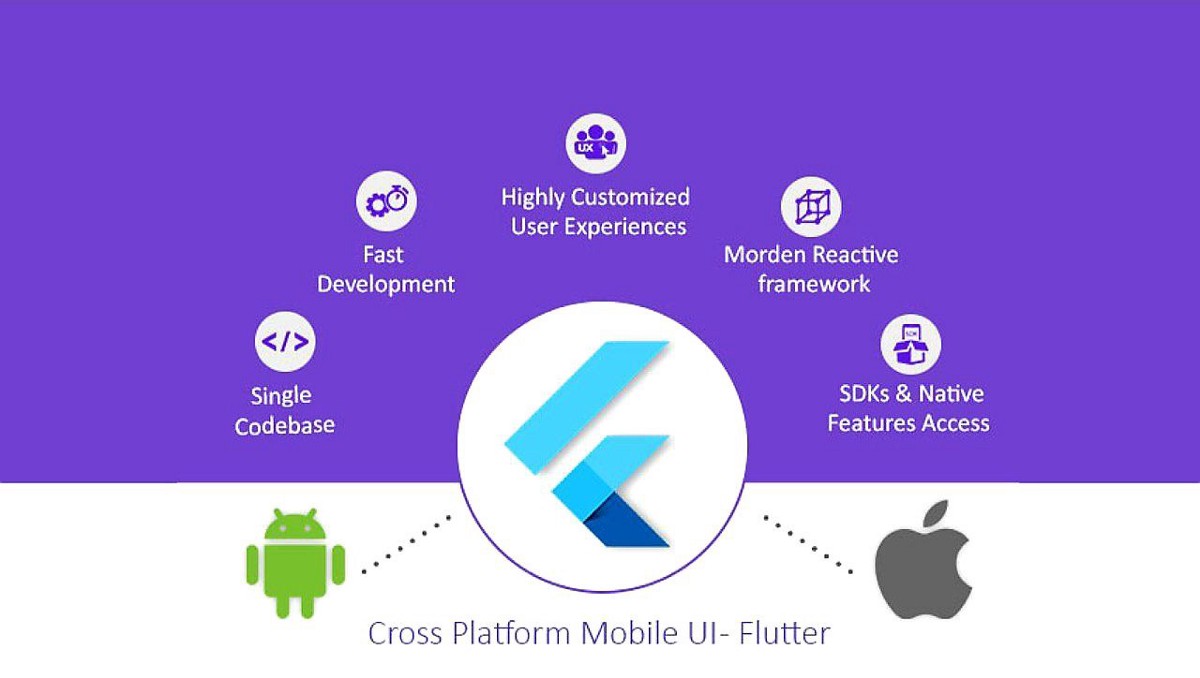 UX
Highly Customized
User Experiences
Fast
Development
Morden Reactive
framework
</>
Single
Codebase
SDK
SDKs & Native
Features Access
Cross Platform Mobile UI- Flutter